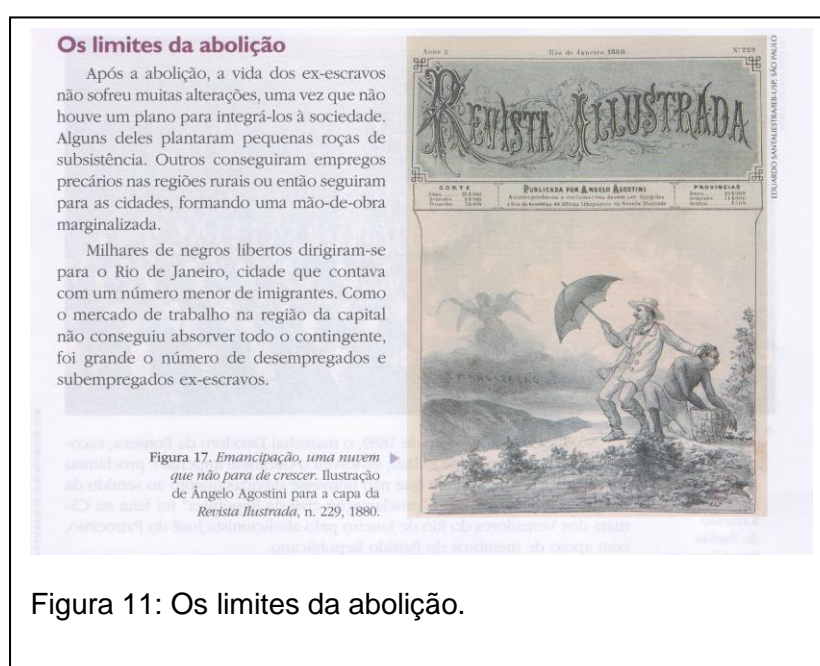 Os limites da abolição
Após a abolição, a vida dos ex-escravos
não sofreu muitas alterações, uma vez que não
houve um plano para integrá-los à sociedade.
Alguns deles plantaram pequenas roças de
subsistência. Outros conseguiram empregos
precários nas regiões rurais ou então seguiram
para as cidades, formando uma mão-de-obra
marginalizada.
Milhares de negros libertos dirigiram-se
para o Rio de Janeiro, cidade que contava
com um número menor de imigrantes. Como
o mercado de trabalho na região da capital
não conseguiu absorver todo o contingente,
foi grande o número de desempregados e
subempregados ex-escravos.
Figura 17. Emancipação, uma nuvem
que não para de crescer. Ilustração
de Ângelo Agostini para a capa da
Revista Ilustrada, n. 229, 1880.
Anno 5 Rio de Janeiro, 1880. Nº 229
REVISTA ILLUSTRADA
CORTE
PUBLICADA POR ANGELO AGOSTINI
PROVINCIAS
A correspondencia e reclamações devem ser dirigidas
EMANCIPAÇÃO
EDUARDO SANTALIESTRA/IEB-USP, SÃO PAULO
Figura 11: Os limites da abolição.